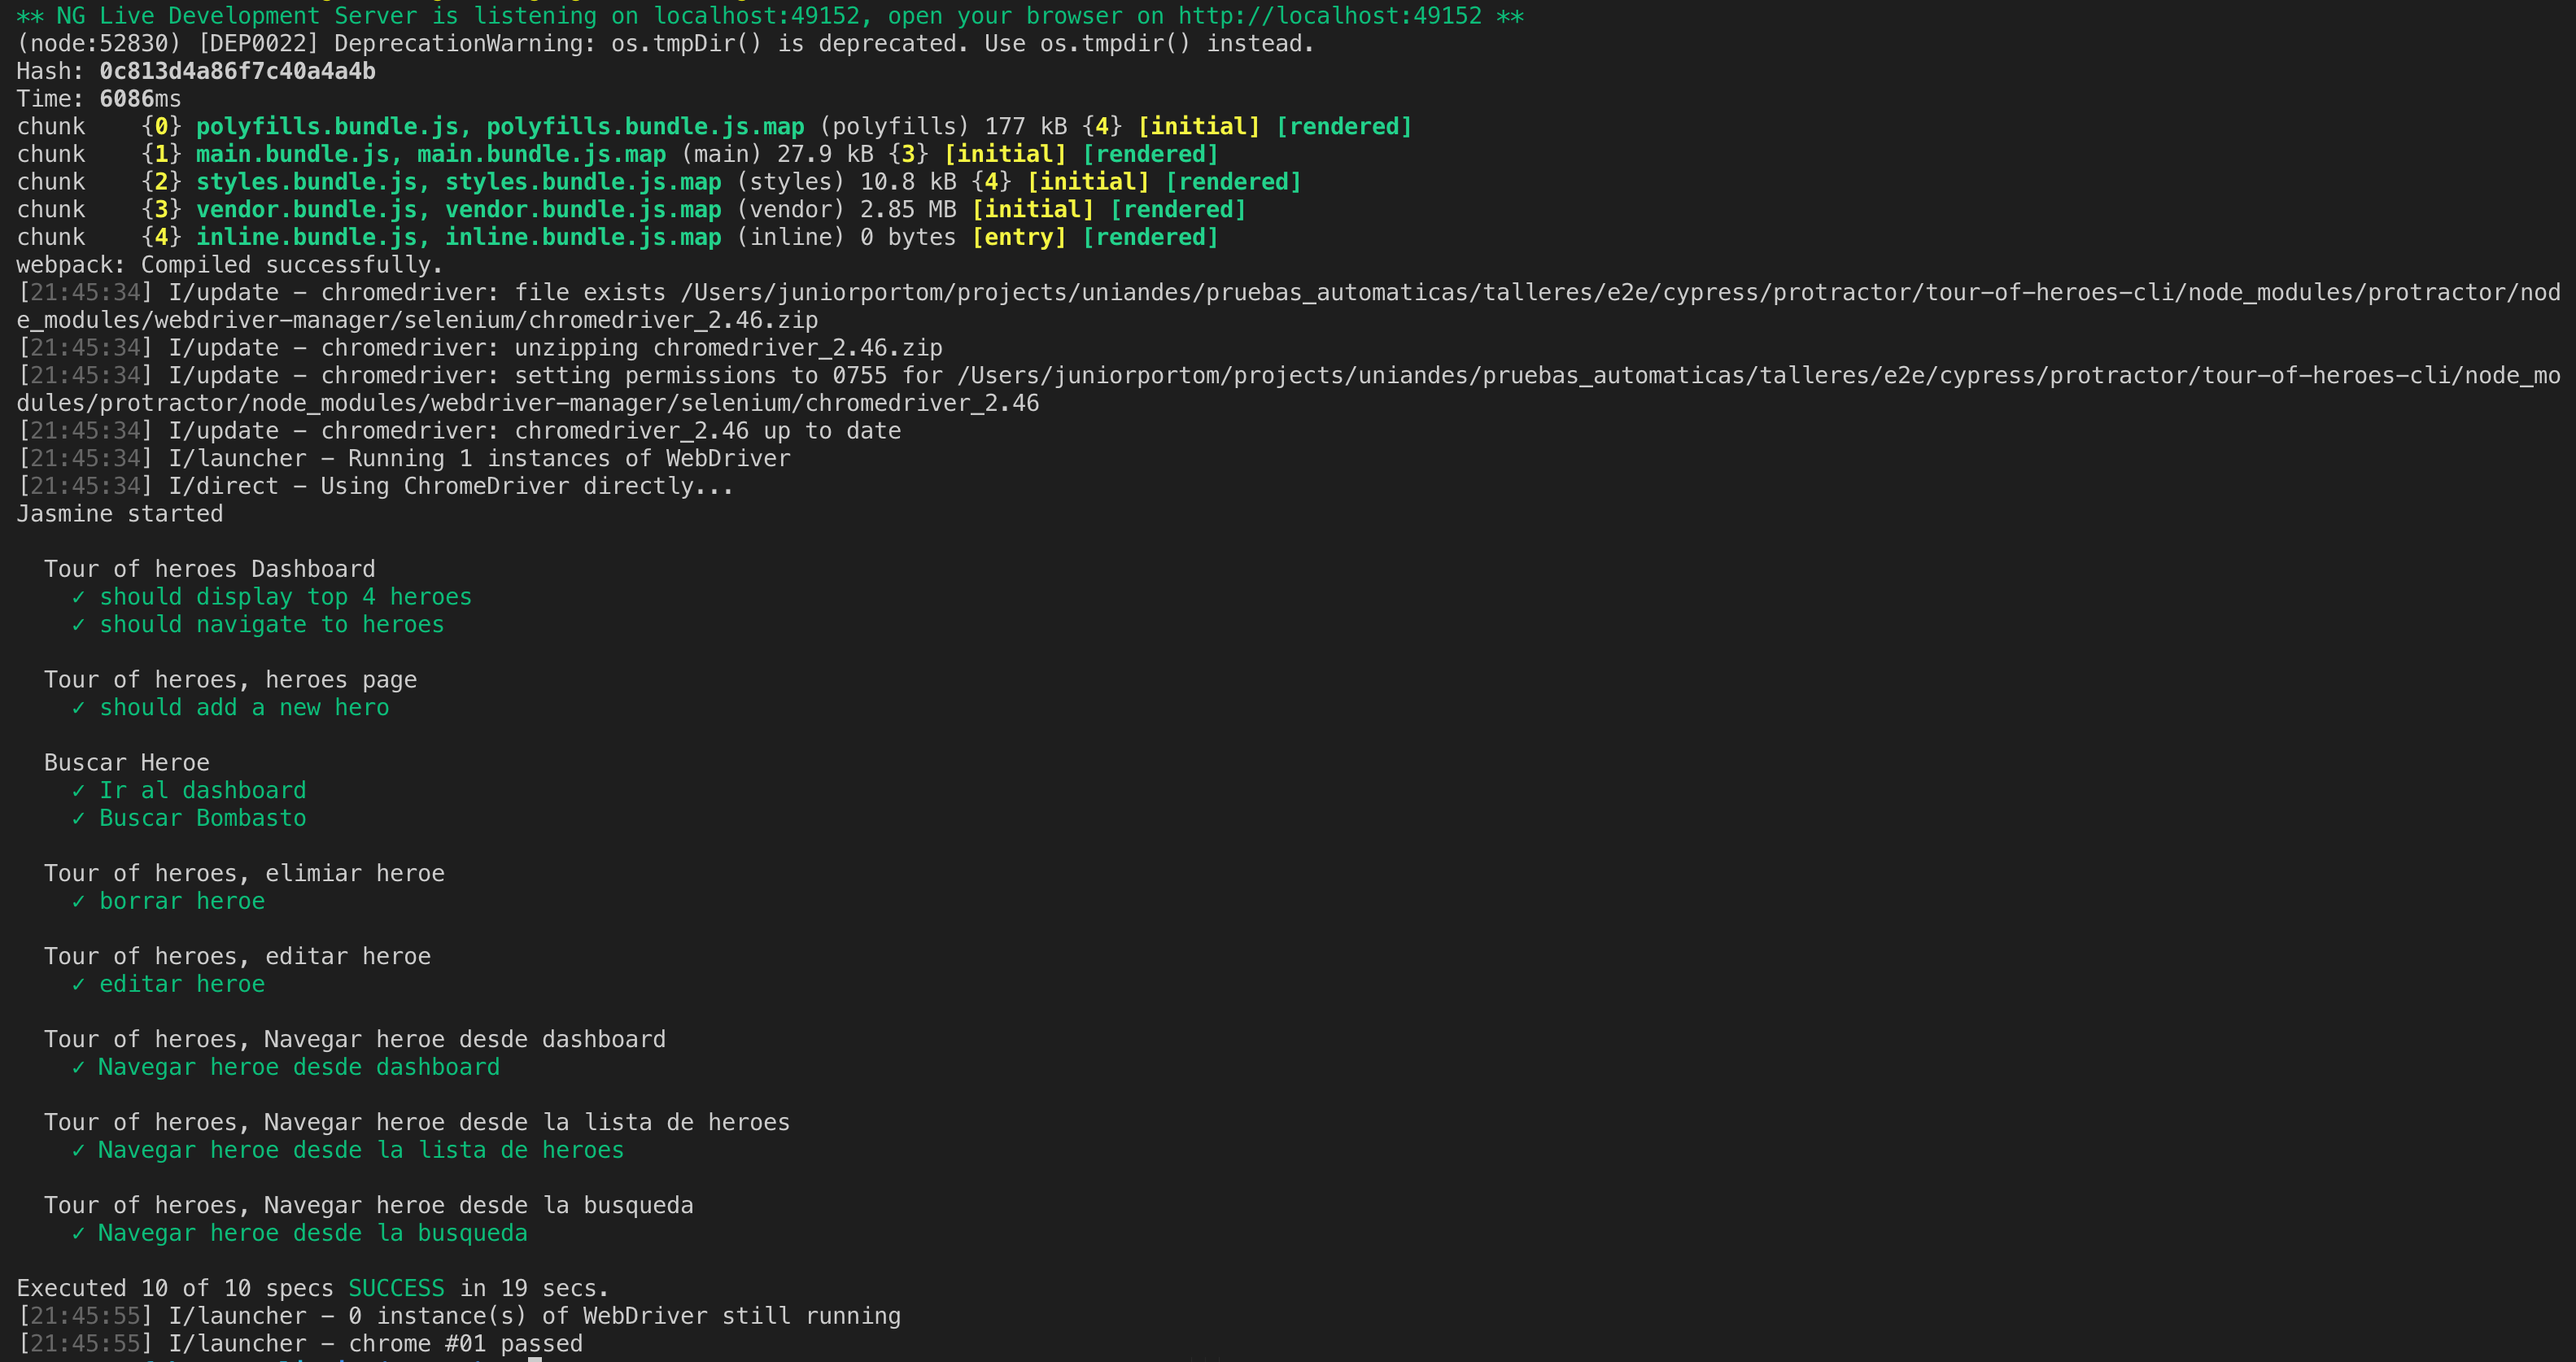 ** NG Live Development Server is listening on localhost:49152, open your browser on http://localhost:49152 **
(node:52830) [DEP0022] DeprecationWarning: os.tmpDir() is deprecated. Use os.tmpdir() instead.
Hash: 0c813d4a86f7c40a4a4b
Time: 6086ms
chunk    {0} polyfills.bundle.js, polyfills.bundle.js.map (polyfills) 177 kB {4} [initial] [rendered]
chunk    {1} main.bundle.js, main.bundle.js.map (main) 27.9 kB {3} [initial] [rendered]
chunk    {2} styles.bundle.js, styles.bundle.js.map (styles) 10.8 kB {4} [initial] [rendered]
chunk    {3} vendor.bundle.js, vendor.bundle.js.map (vendor) 2.85 MB [initial] [rendered]
chunk    {4} inline.bundle.js, inline.bundle.js.map (inline) 0 bytes [entry] [rendered]
webpack: Compiled successfully.
[21:45:34] I/update - chromedriver: file exists /Users/juniorportom/projects/uniandes/pruebas_automaticas/talleres/e2e/cypress/protractor/tour-of-heroes-cli/node_modules/protractor/nod
e_modules/webdriver-manager/selenium/chromedriver_2.46.zip
[21:45:34] I/update - chromedriver: unzipping chromedriver_2.46.zip
[21:45:34] I/update - chromedriver: setting permissions to 0755 for /Users/juniorportom/projects/uniandes/pruebas_automaticas/talleres/e2e/cypress/protractor/tour-of-heroes-cli/node_mo
dules/protractor/node_modules/webdriver-manager/selenium/chromedriver_2.46
[21:45:34] I/update - chromedriver: chromedriver_2.46 up to date
[21:45:34] I/launcher - Running 1 instances of WebDriver
[21:45:34] I/direct - Using ChromeDriver directly...
Jasmine started
Tour of heroes Dashboard
✓ should display top 4 heroes
✓ should navigate to heroes
Tour of heroes, heroes page
✓ should add a new hero
Buscar Heroe
✓ Ir al dashboard
✓ Buscar Bombasto
Tour of heroes, elimiar heroe
✓ borrar heroe
Tour of heroes, editar heroe
✓ editar heroe
Tour of heroes, Navegar heroe desde dashboard
✓ Navegar heroe desde dashboard
Tour of heroes, Navegar heroe desde la lista de heroes
✓ Navegar heroe desde la lista de heroes
Tour of heroes, Navegar heroe desde la busqueda
✓ Navegar heroe desde la busqueda
Executed 10 of 10 specs SUCCESS in 19 secs.
[21:45:55] I/launcher - 0 instance(s) of WebDriver still running
[21:45:55] I/launcher - chrome #01 passed